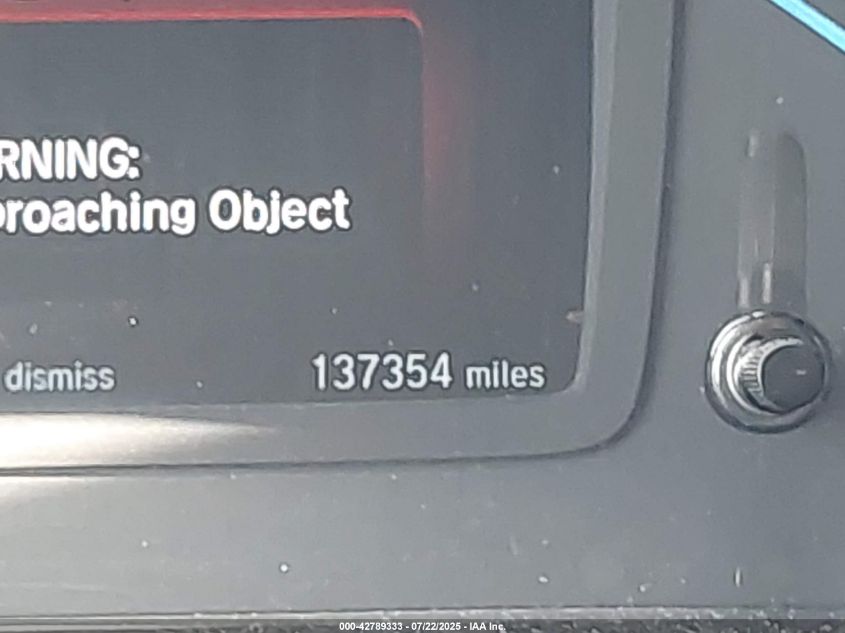 RNING:
proaching Object
dismiss
137354 miles
000-42789333 - 07/22/2025 - IAA Inc.